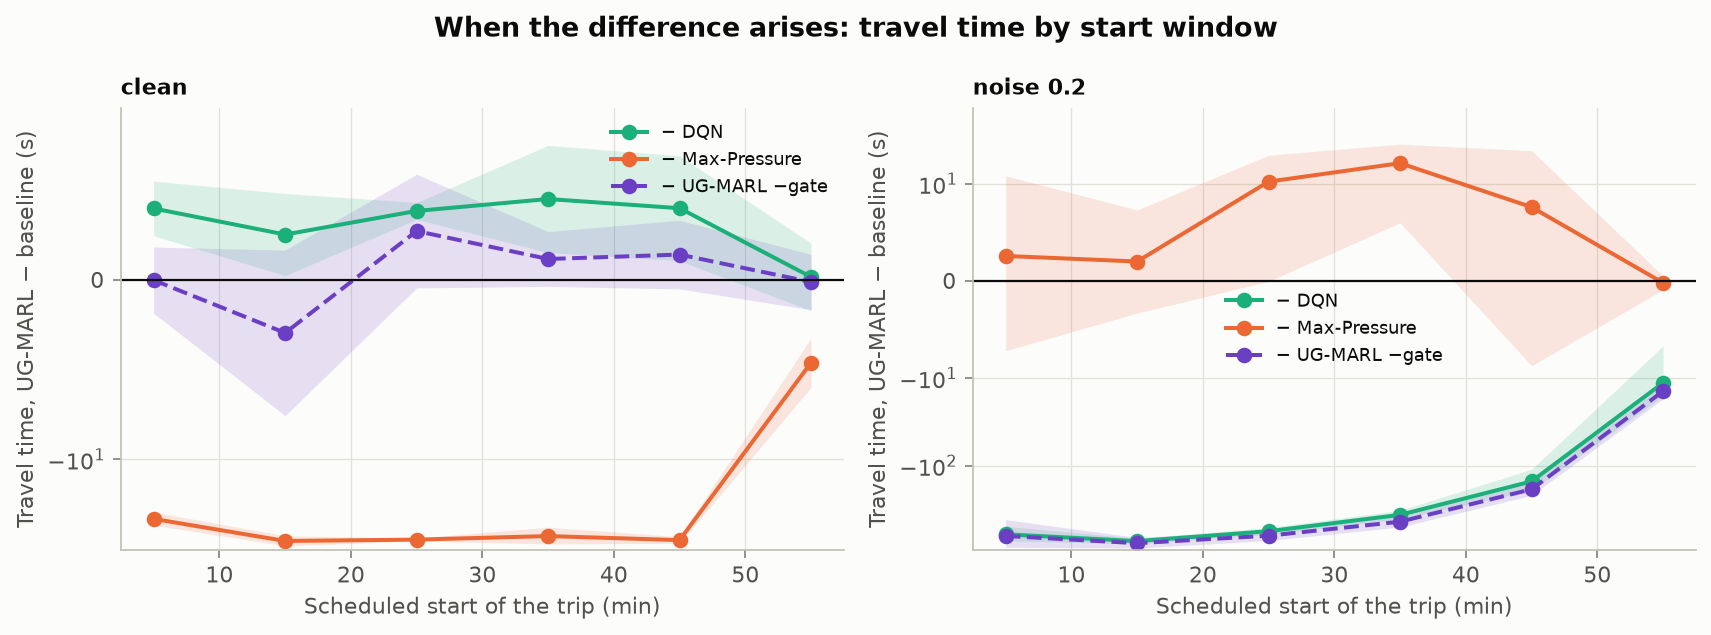 When the difference arises: travel time by start window
clean
Travel time, UG-MARL − baseline (s)
0
−10¹
− DQN
− Max-Pressure
− UG-MARL −gate
10 20 30 40 50
Scheduled start of the trip (min)
noise 0.2
Travel time, UG-MARL − baseline (s)
10¹
0
−10¹
−10²
− DQN
− Max-Pressure
− UG-MARL −gate
10 20 30 40 50
Scheduled start of the trip (min)